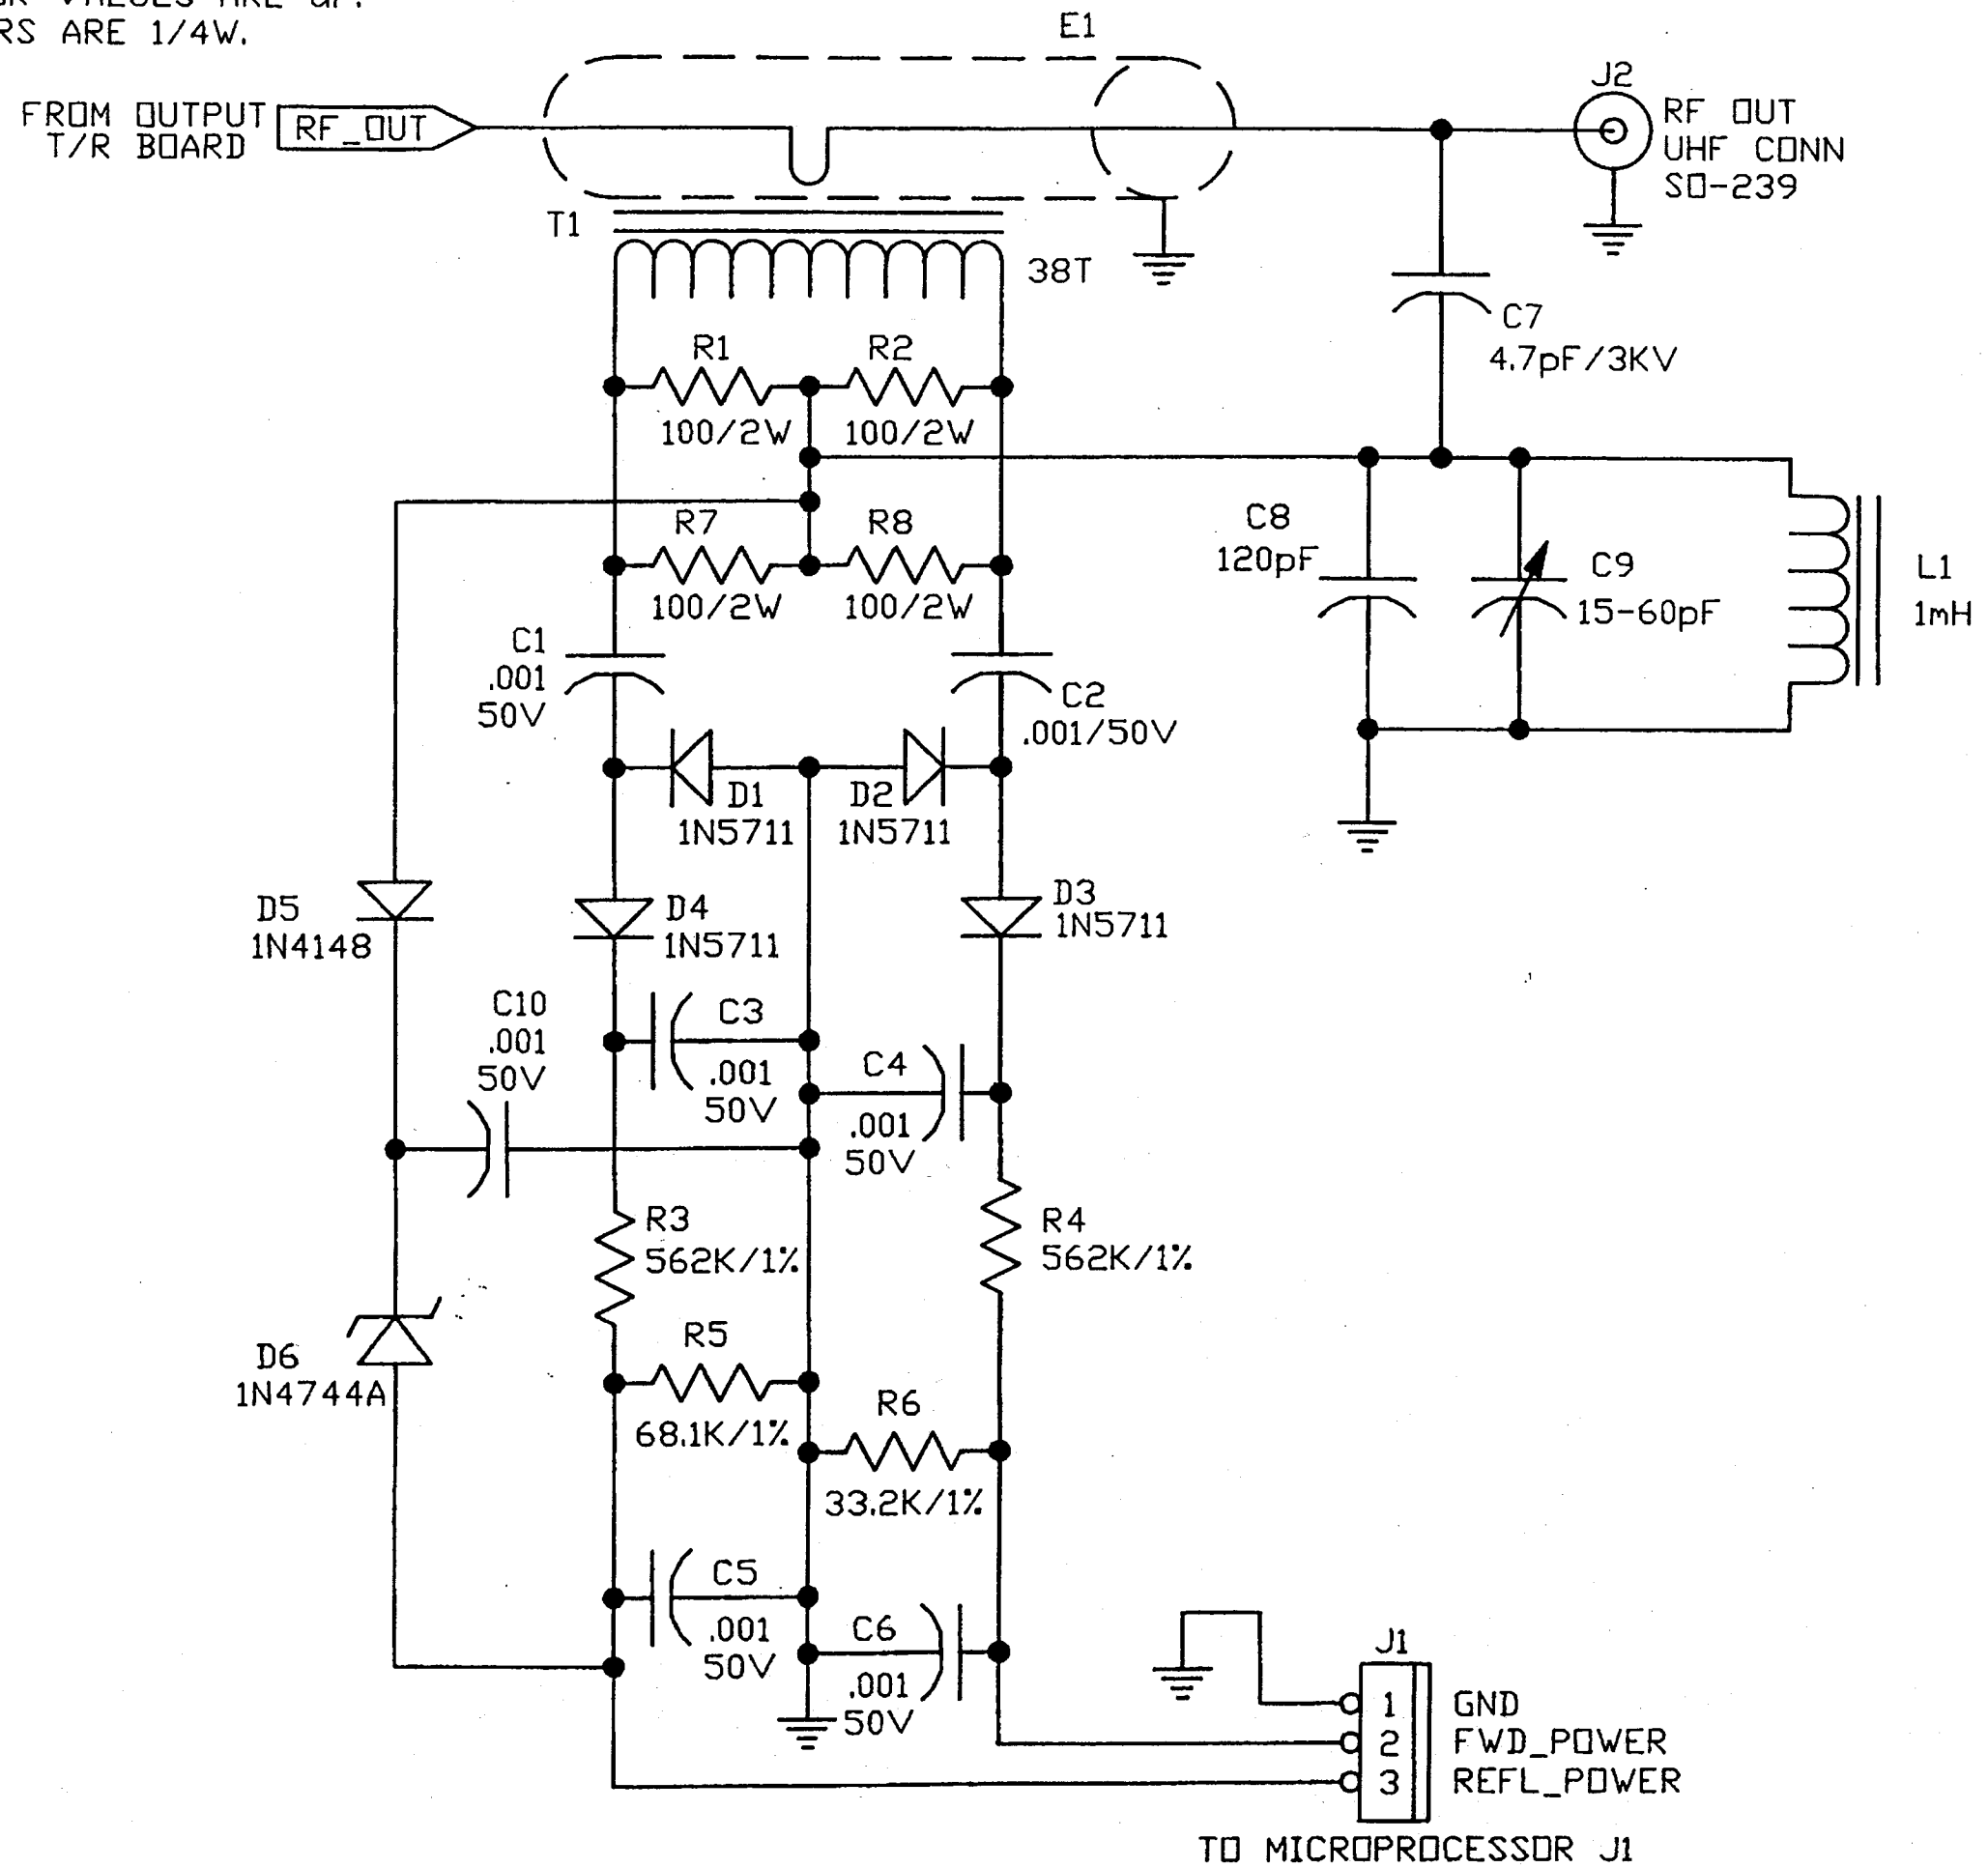 VALUES ARE
RS ARE 1/4W.
E1
FROM OUTPUT
T/R BOARD
RF_OUT
J2
RF OUT
UHF CONN
SO-239
T1
38T
C7
4.7pF/3KV
R1
100/2W
R2
100/2W
R7
100/2W
R8
100/2W
C8
120pF
C9
15-60pF
L1
1mH
C1
.001
50V
C2
.001/50V
D1
1N5711
D2
1N5711
D5
1N4148
D4
1N5711
D3
1N5711
C10
.001
50V
C3
.001
50V
C4
.001
50V
R3
562K/1%
R4
562K/1%
D6
1N4744A
R5
68.1K/1%
R6
33.2K/1%
C5
.001
50V
C6
.001
50V
J1
1 GND
2 FWD_POWER
3 REFL_POWER
TO MICROPROCESSOR J1